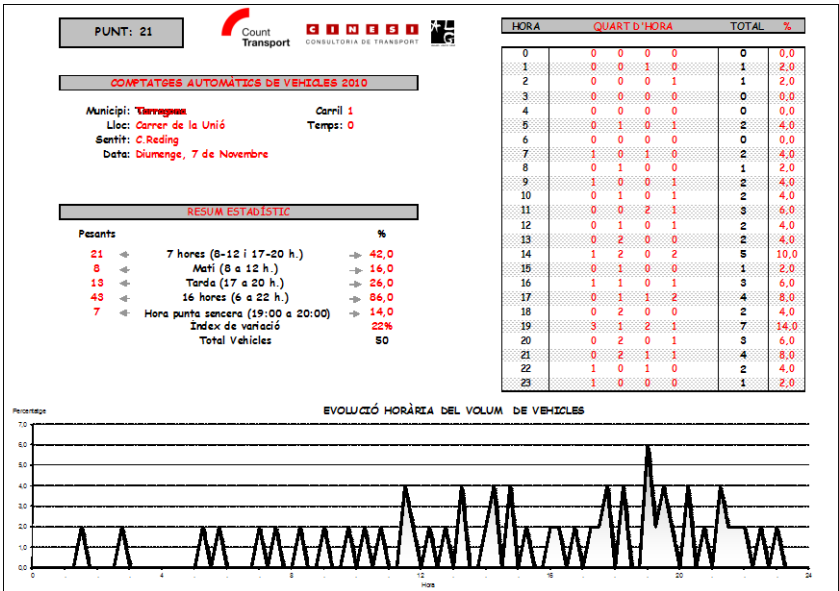 PUNT: 21
Count
Transport
CINESI
CONSULTORIA DE TRANSPORT
COMPTATGES AUTOMÀTICS DE VEHICLES 2010
Municipi: Tarragona Carril 1
Lloc: Carrer de la Unió Temps: 0
Sentit: C.Reding
Data: Diumenge, 7 de Novembre
RESUM ESTADÍSTIC
Pesants %
21 7 hores (8-12 i 17-20 h.) 42,0
8 Matí (8 a 12 h.) 16,0
13 Tarda (17 a 20 h.) 26,0
43 16 hores (6 a 22 h.) 86,0
7 Hora punta sencera (19:00 a 20:00) 14,0
Índex de variació 22%
Total Vehicles 50
HORA QUART D'HORA TOTAL %
0 0 0 0 0 0 0,0
1 0 0 1 0 1 2,0
2 0 0 0 1 1 2,0
3 0 0 0 0 0 0,0
4 0 0 0 0 0 0,0
5 0 1 0 1 2 4,0
6 0 0 0 0 0 0,0
7 1 0 1 0 2 4,0
8 0 1 0 0 1 2,0
9 1 0 0 1 2 4,0
10 0 1 0 1 2 4,0
11 0 0 2 1 3 6,0
12 0 1 0 1 2 4,0
13 0 2 0 0 2 4,0
14 1 2 0 2 5 10,0
15 0 1 0 0 1 2,0
16 1 1 0 1 3 6,0
17 0 1 1 2 4 8,0
18 0 2 0 0 2 4,0
19 3 1 2 1 7 14,0
20 0 2 0 1 3 6,0
21 0 2 1 1 4 8,0
22 1 0 1 0 2 4,0
23 1 0 0 0 1 2,0
EVOLUCIÓ HORÀRIA DEL VOLUM DE VEHICLES
Percentatge
7,0
6,0
5,0
4,0
3,0
2,0
1,0
0,0
0 4 8 12 16 20 24
Hora